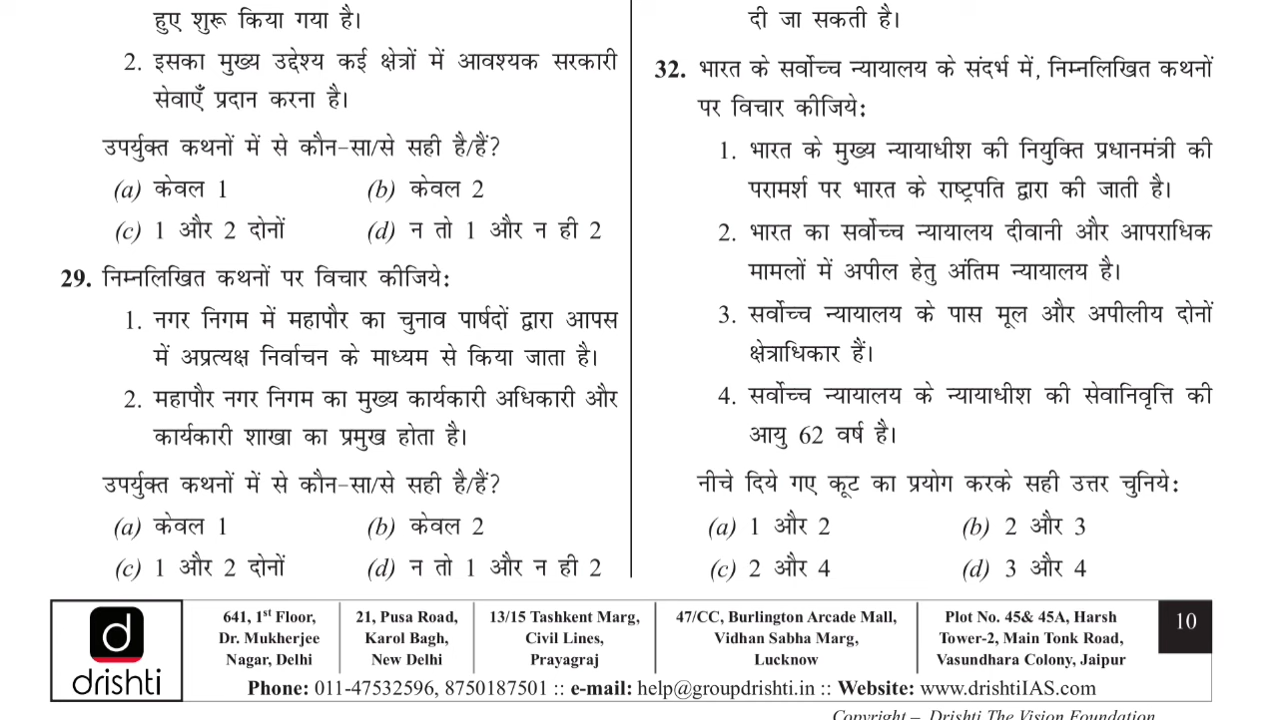 हुए शुरू किया गया है।
2. इसका मुख्य उद्देश्य कई क्षेत्रों में आवश्यक सरकारी
सेवाएँ प्रदान करना है।
उपर्युक्त कथनों में से कौन-सा/से सही है/हैं?
(a) केवल 1 (b) केवल 2
(c) 1 और 2 दोनों (d) न तो 1 और न ही 2
29. निम्नलिखित कथनों पर विचार कीजिये:
1. नगर निगम में महापौर का चुनाव पार्षदों द्वारा आपस
में अप्रत्यक्ष निर्वाचन के माध्यम से किया जाता है।
2. महापौर नगर निगम का मुख्य कार्यकारी अधिकारी और
कार्यकारी शाखा का प्रमुख होता है।
उपर्युक्त कथनों में से कौन-सा/से सही है/हैं?
(a) केवल 1 (b) केवल 2
(c) 1 और 2 दोनों (d) न तो 1 और न ही 2
दी जा सकती है।
32. भारत के सर्वोच्च न्यायालय के संदर्भ में, निम्नलिखित कथनों
पर विचार कीजिये:
1. भारत के मुख्य न्यायाधीश की नियुक्ति प्रधानमंत्री की
परामर्श पर भारत के राष्ट्रपति द्वारा की जाती है।
2. भारत का सर्वोच्च न्यायालय दीवानी और आपराधिक
मामलों में अपील हेतु अंतिम न्यायालय है।
3. सर्वोच्च न्यायालय के पास मूल और अपीलीय दोनों
क्षेत्राधिकार हैं।
4. सर्वोच्च न्यायालय के न्यायाधीश की सेवानिवृत्ति की
आयु 62 वर्ष है।
नीचे दिये गए कूट का प्रयोग करके सही उत्तर चुनिये:
(a) 1 और 2 (b) 2 और 3
(c) 2 और 4 (d) 3 और 4
d
drishti
641, 1st Floor,
Dr. Mukherjee
Nagar, Delhi
21, Pusa Road,
Karol Bagh,
New Delhi
13/15 Tashkent Marg,
Civil Lines,
Prayagraj
47/CC, Burlington Arcade Mall,
Vidhan Sabha Marg,
Lucknow
Plot No. 45& 45A, Harsh
Tower-2, Main Tonk Road,
Vasundhara Colony, Jaipur
10
Phone: 011-47532596, 8750187501 :: e-mail: help@groupdrishti.in :: Website: www.drishtiIAS.com
Copyright – Drishti The Vision Foundation